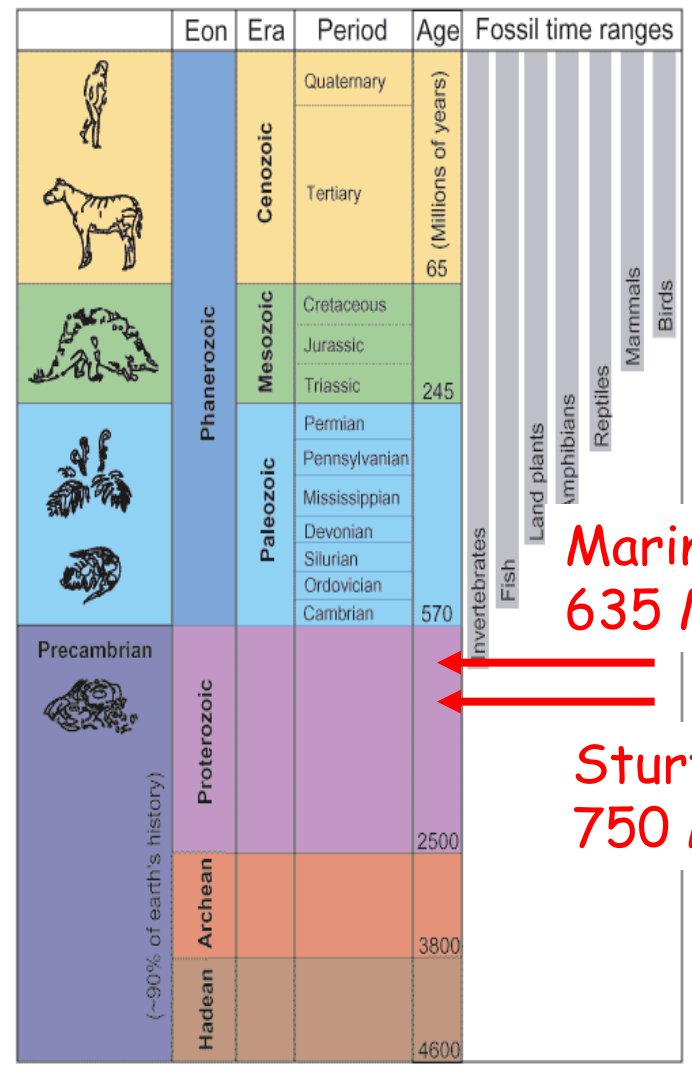 Eon Era Period Age Fossil time ranges
Quaternary
Tertiary
Cenozoic
(Millions of years)
65
Cretaceous
Jurassic
Triassic
Mesozoic
245
Phanerozoic
Permian
Pennsylvanian
Mississippian
Devonian
Silurian
Ordovician
Cambrian
Paleozoic
570
Invertebrates
Fish
Land plants
Reptiles
Mammals
Birds
635
750
Precambrian
(~90% of earth's history)
Proterozoic
2500
Archean
3800
Hadean
4600